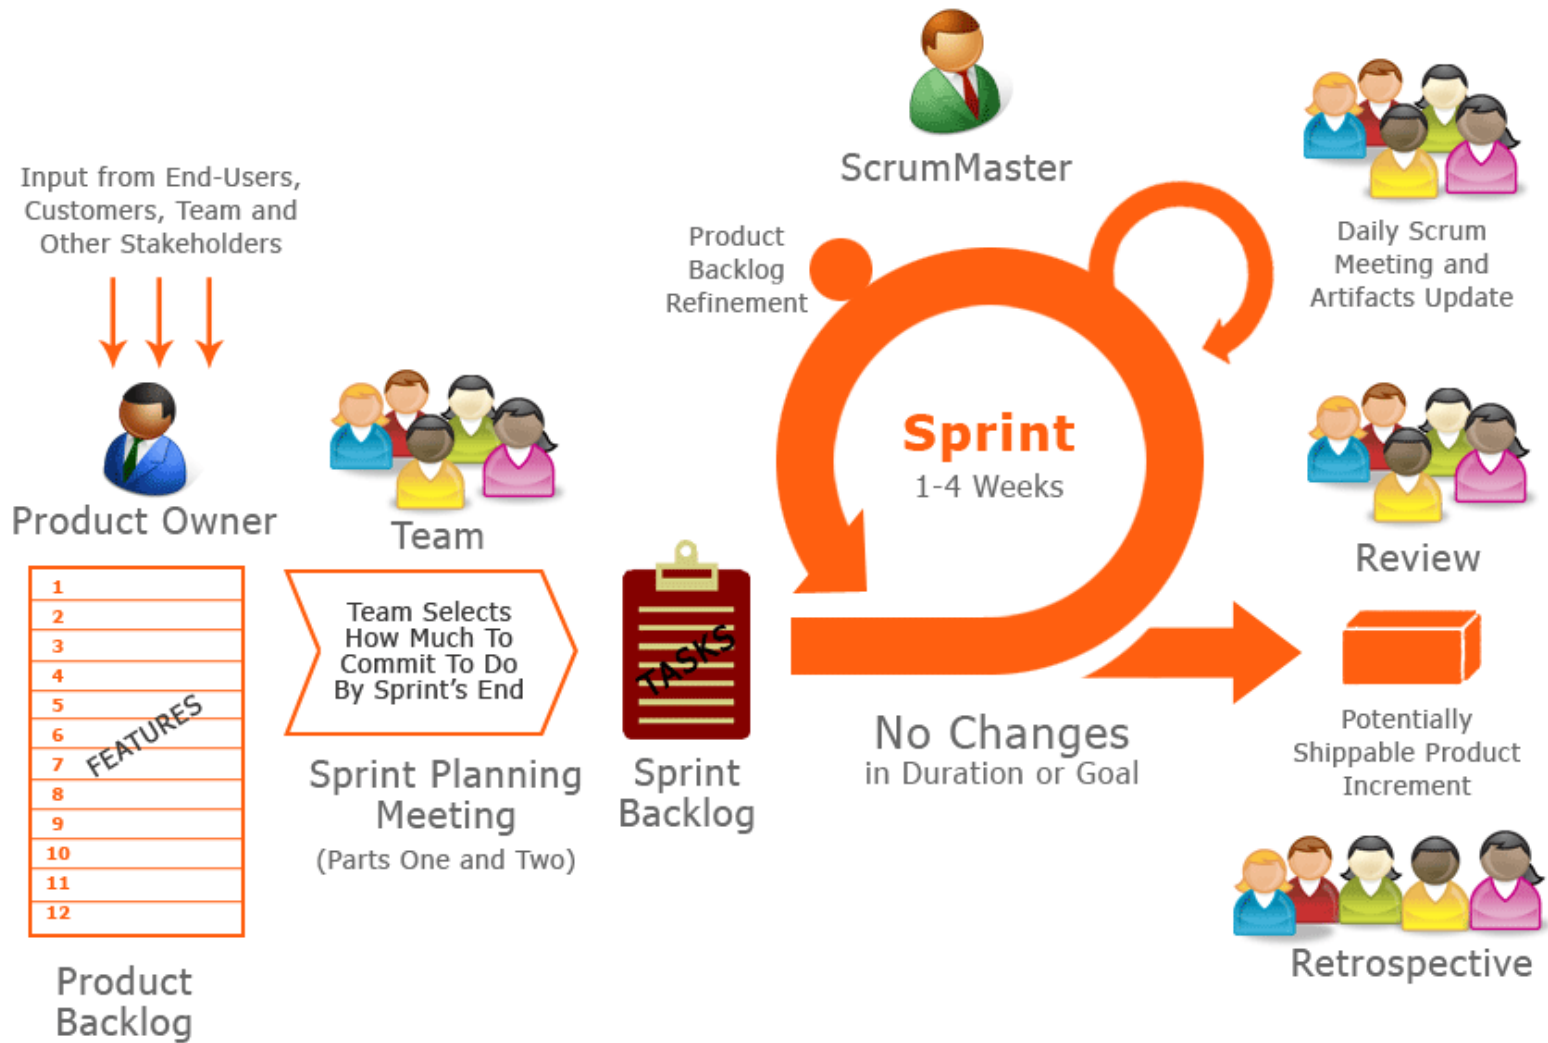 Input from End-Users,
Customers, Team and
Other Stakeholders
Product Owner
1
2
3
4
5
6
7
8
9
10
11
12
FEATURES
Product
Backlog
Team
Team Selects
How Much To
Commit To Do
By Sprint's End
Sprint Planning
Meeting
(Parts One and Two)
TASKS
Sprint
Backlog
ScrumMaster
Product
Backlog
Refinement
Sprint
1-4 Weeks
No Changes
in Duration or Goal
Daily Scrum
Meeting and
Artifacts Update
Review
Potentially
Shippable Product
Increment
Retrospective